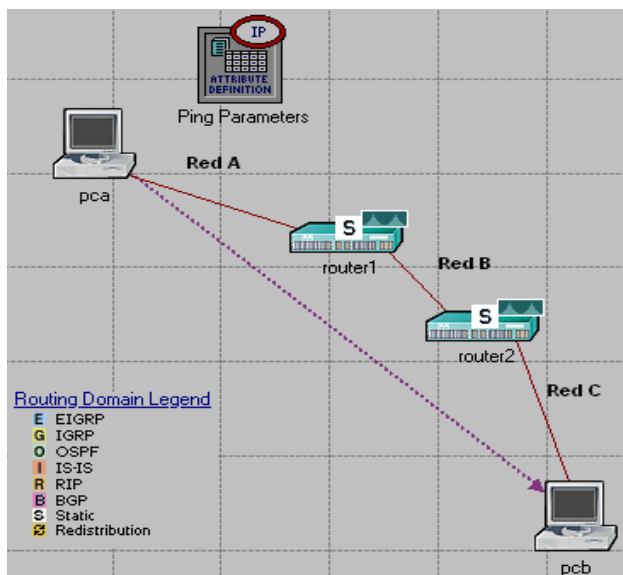 IP
ATTRIBUTE
DEFINITION
Ping Parameters
Red A
pca
S
router1
Red B
S
router2
Red C
Routing Domain Legend
E EIGRP
G IGRP
O OSPF
I IS-IS
R RIP
B BGP
S Static
Redistribution
pcb